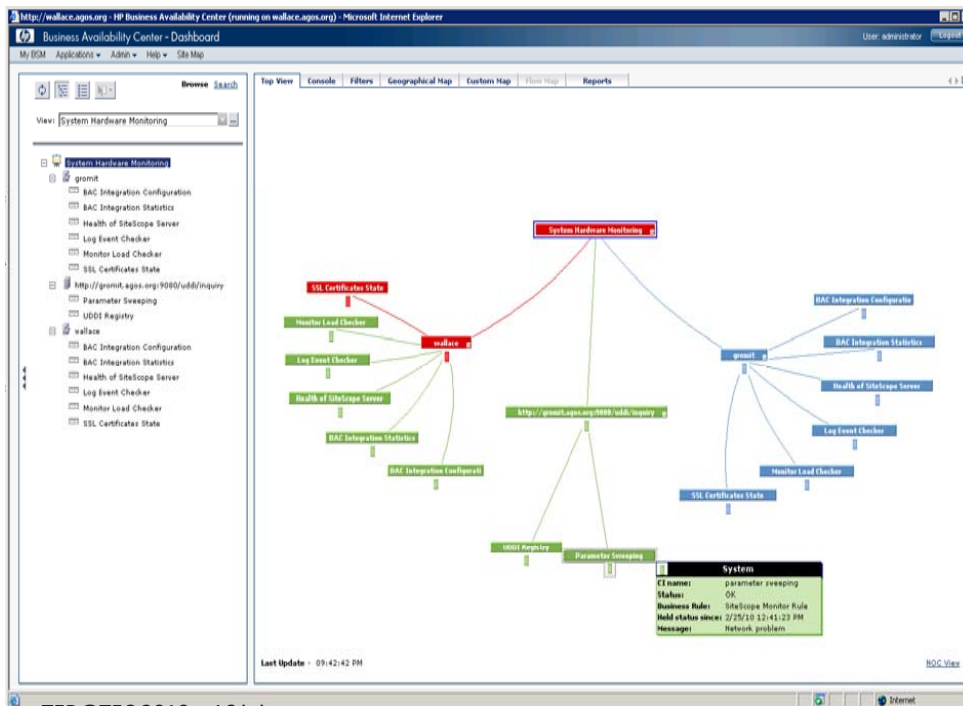 http://wallace.agos.org - HP Business Availability Center (running on wallace.agos.org) - Microsoft Internet Explorer
hp Business Availability Center - Dashboard
User: administrator Logout
My BSM Applications Admin Help Site Map
Browse Search
View: System Hardware Monitoring
System Hardware Monitoring
gromit
BAC Integration Configuration
BAC Integration Statistics
Health of SiteScope Server
Log Event Checker
Monitor Load Checker
SSL Certificates State
http://gromit.agos.org:9080/uddi/inquiry
Parameter Sweeping
UDDI Registry
wallace
BAC Integration Configuration
BAC Integration Statistics
Health of SiteScope Server
Log Event Checker
Monitor Load Checker
SSL Certificates State
Top View Console Filters Geographical Map Custom Map Flow Map Reports
System Hardware Monitoring
SSL Certificates State
Monitor Load Checker
wallace
Log Event Checker
Health of SiteScope Server
BAC Integration Statistics
BAC Integration Configurati
http://gromit.agos.org:9080/uddi/inquiry
UDDI Registry
Parameter Sweeping
BAC Integration Configuratio
BAC Integration Statistics
gromit
Health of SiteScope Server
Log Event Checker
Monitor Load Checker
SSL Certificates State
System
CI name: parameter sweeping
Status: OK
Business Rule: SiteScope Monitor Rule
Held status since: 2/25/10 12:41:23 PM
Message: Network problem
Last Update - 09:42:42 PM
NOC View
Internet